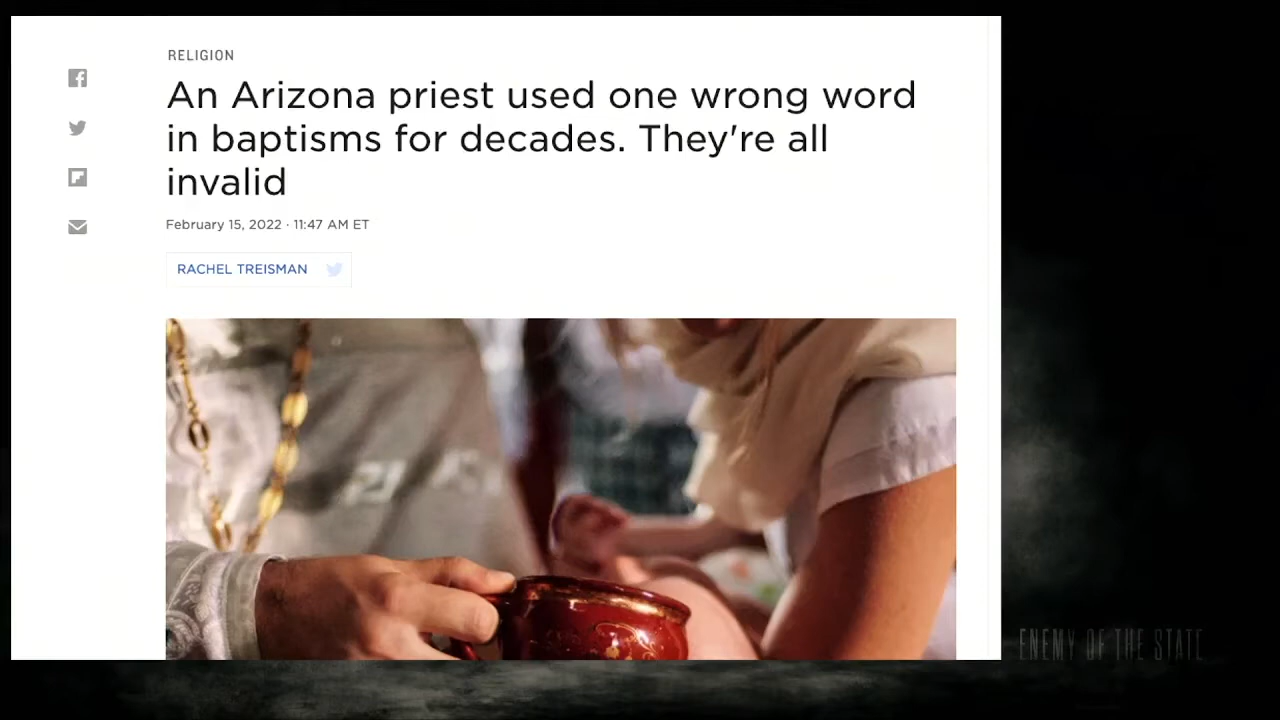 RELIGION
An Arizona priest used one wrong word
in baptisms for decades. They're all
invalid
February 15, 2022 · 11:47 AM ET
RACHEL TREISMAN
ENEMY OF THE STATE